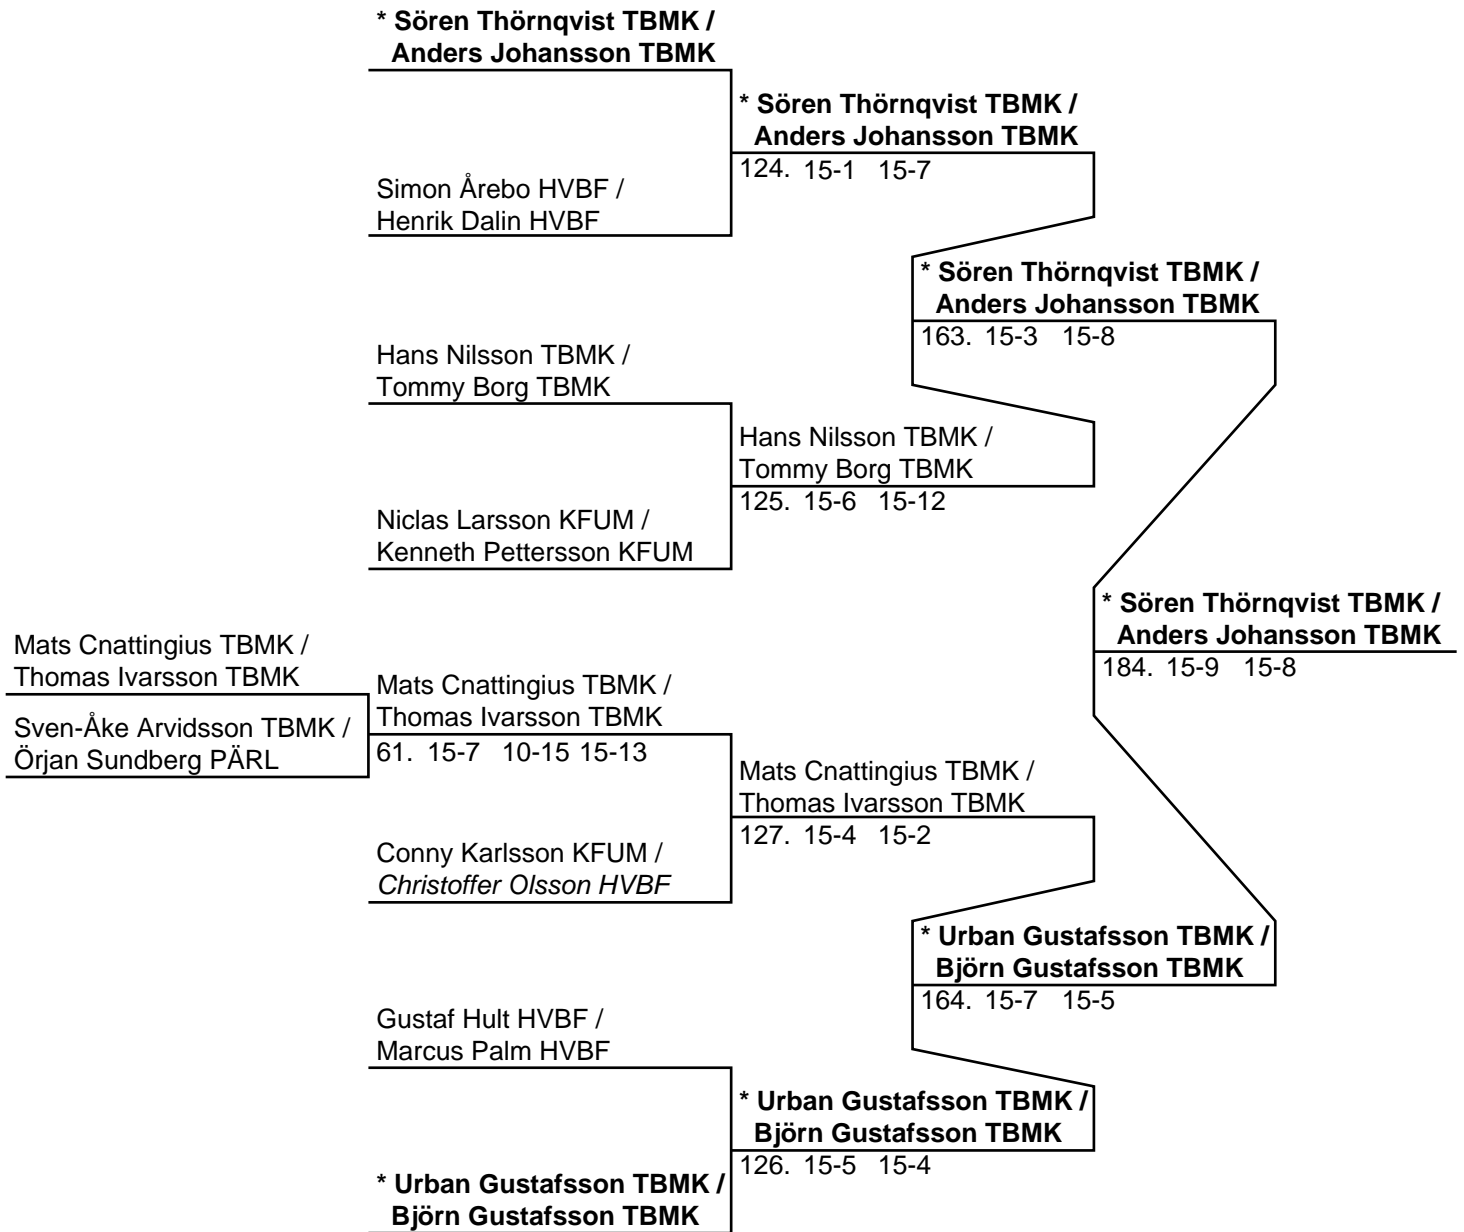 * Sören Thörnqvist TBMK /
Anders Johansson TBMK
* Sören Thörnqvist TBMK /
Anders Johansson TBMK
124. 15-1 15-7
Simon Årebo HVBF /
Henrik Dalin HVBF
* Sören Thörnqvist TBMK /
Anders Johansson TBMK
163. 15-3 15-8
Hans Nilsson TBMK /
Tommy Borg TBMK
Hans Nilsson TBMK /
Tommy Borg TBMK
125. 15-6 15-12
Niclas Larsson KFUM /
Kenneth Pettersson KFUM
* Sören Thörnqvist TBMK /
Anders Johansson TBMK
184. 15-9 15-8
Mats Cnattingius TBMK /
Thomas Ivarsson TBMK
Mats Cnattingius TBMK /
Thomas Ivarsson TBMK
61. 15-7 10-15 15-13
Sven-Åke Arvidsson TBMK /
Örjan Sundberg PÄRL
Mats Cnattingius TBMK /
Thomas Ivarsson TBMK
127. 15-4 15-2
Conny Karlsson KFUM /
Christoffer Olsson HVBF
* Urban Gustafsson TBMK /
Björn Gustafsson TBMK
164. 15-7 15-5
Gustaf Hult HVBF /
Marcus Palm HVBF
* Urban Gustafsson TBMK /
Björn Gustafsson TBMK
126. 15-5 15-4
* Urban Gustafsson TBMK /
Björn Gustafsson TBMK